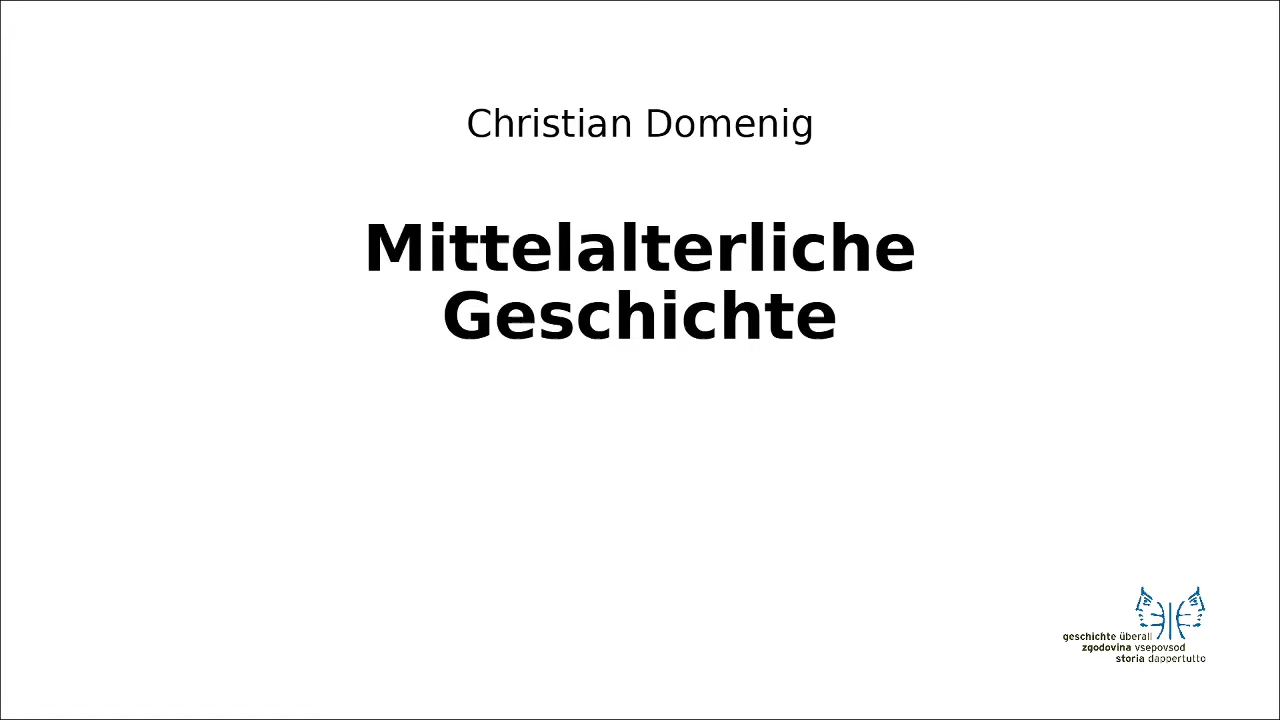 Christian Domenig
Mittelalterliche
Geschichte
geschichte überall
zgodovina vsepovsod
storia dappertutto